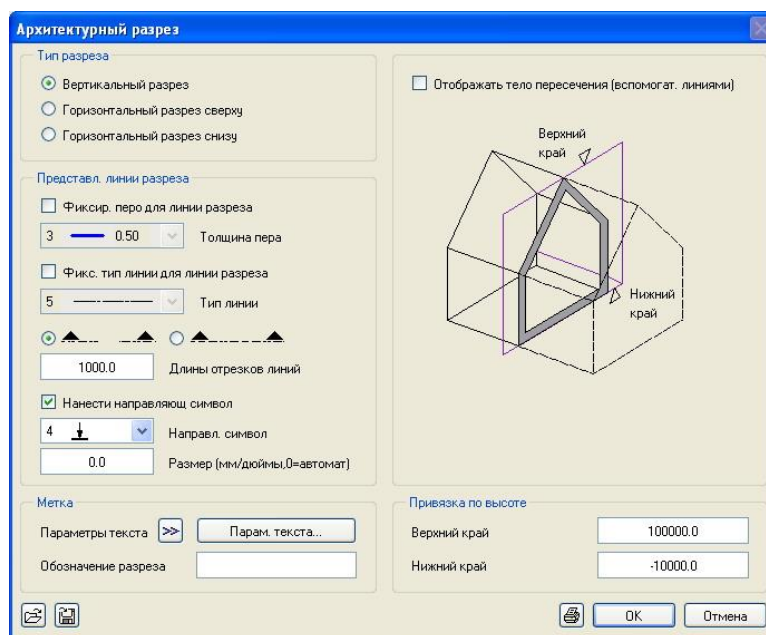 Архитектурный разрез
Тип разреза
Вертикальный разрез
Горизонтальный разрез сверху
Горизонтальный разрез снизу
Представл. линии разреза
Фиксир. перо для линии разреза
3 0.50 Толщина пера
Фикс. тип линии для линии разреза
5 Тип линии
1000.0 Длины отрезков линий
Нанести направляющ символ
4 Направл. символ
0.0 Размер (мм/дюймы,0=автомат)
Метка
Параметры текста >> Парам. текста...
Обозначение разреза
Отображать тело пересечения (вспомогат. линиями)
Верхний
край
Нижний
край
Привязка по высоте
Верхний край 100000.0
Нижний край -10000.0
OK Отмена